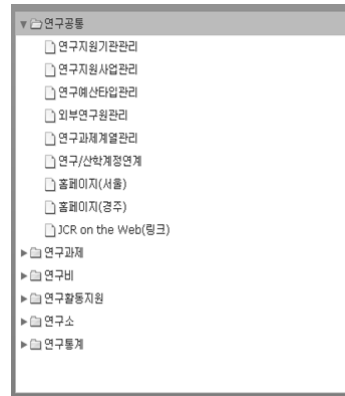 연구공통
연구지원기관관리
연구지원사업관리
연구예산타입관리
외부연구원관리
연구과제계열관리
연구/산학계정연계
홈페이지(서울)
홈페이지(경주)
JCR on the Web(링크)
연구과제
연구비
연구활동지원
연구소
연구통계